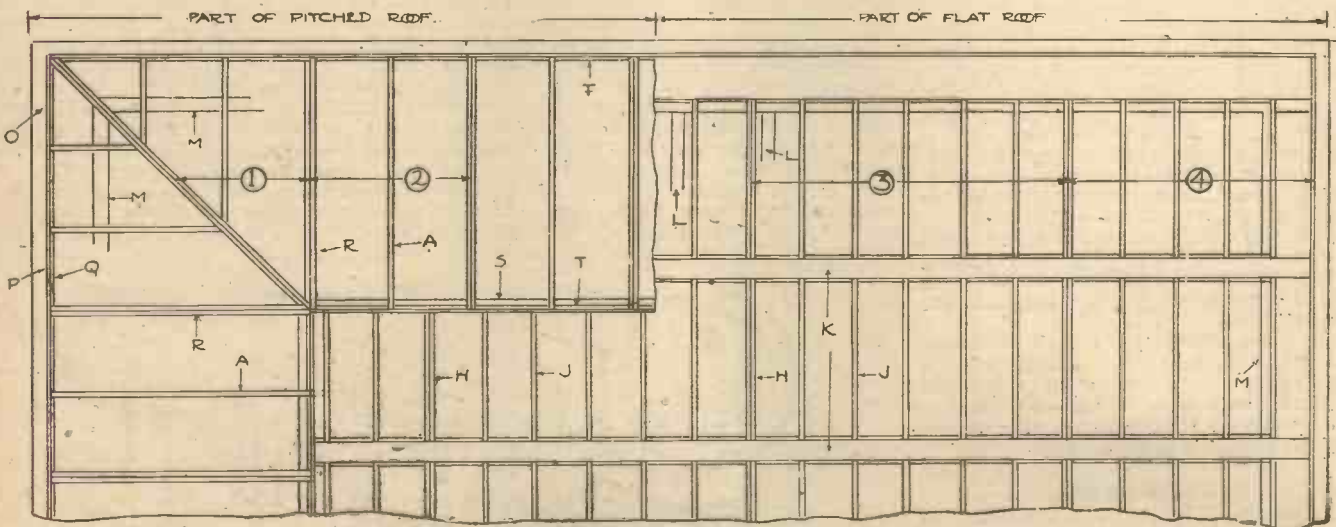 PART OF PITCHED ROOF.
PART OF FLAT ROOF
O
P
Q
M
M
1
2
R
A
S
T
T
R
A
H
J
L
L
3
4
K
H
J
M